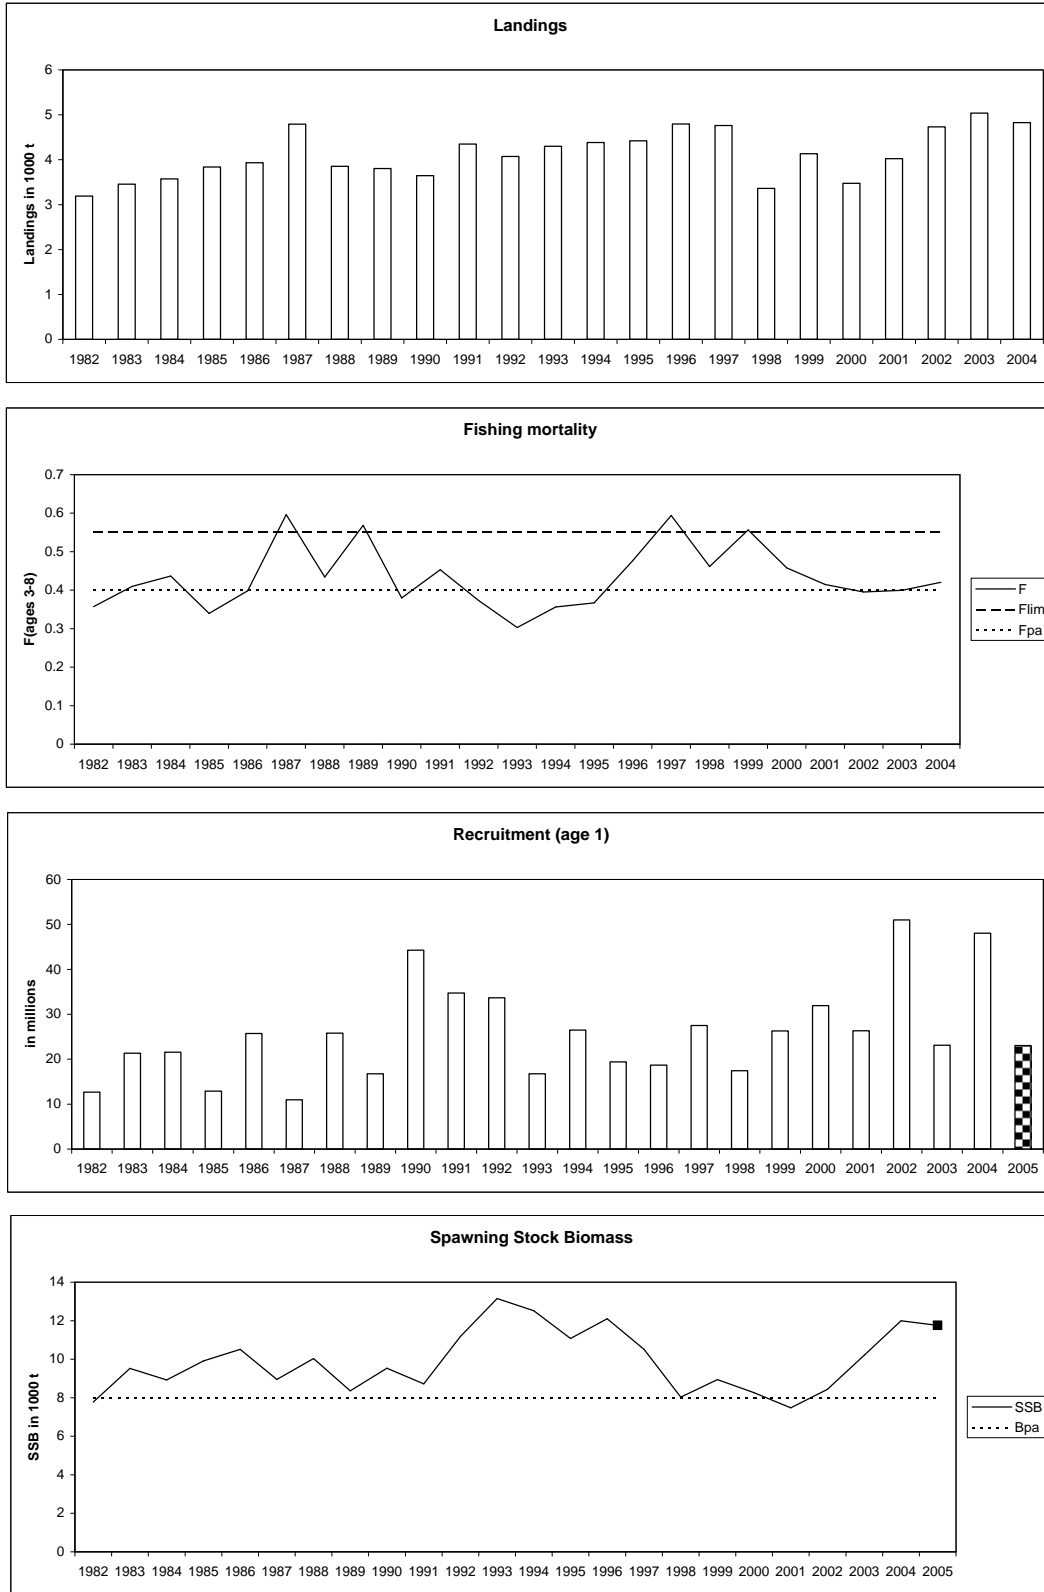 Landings
6
5
4
3
2
1
0
Landings in 1000 t
1982 1983 1984 1985 1986 1987 1988 1989 1990 1991 1992 1993 1994 1995 1996 1997 1998 1999 2000 2001 2002 2003 2004
Fishing mortality
0.7
0.6
0.5
0.4
0.3
0.2
0.1
0
F(ages 3-8)
1982 1983 1984 1985 1986 1987 1988 1989 1990 1991 1992 1993 1994 1995 1996 1997 1998 1999 2000 2001 2002 2003 2004
F
Flim
Fpa
Recruitment (age 1)
60
50
40
30
20
10
0
in millions
1982 1983 1984 1985 1986 1987 1988 1989 1990 1991 1992 1993 1994 1995 1996 1997 1998 1999 2000 2001 2002 2003 2004 2005
Spawning Stock Biomass
14
12
10
8
6
4
2
0
SSB in 1000 t
1982 1983 1984 1985 1986 1987 1988 1989 1990 1991 1992 1993 1994 1995 1996 1997 1998 1999 2000 2001 2002 2003 2004 2005
SSB
Bpa